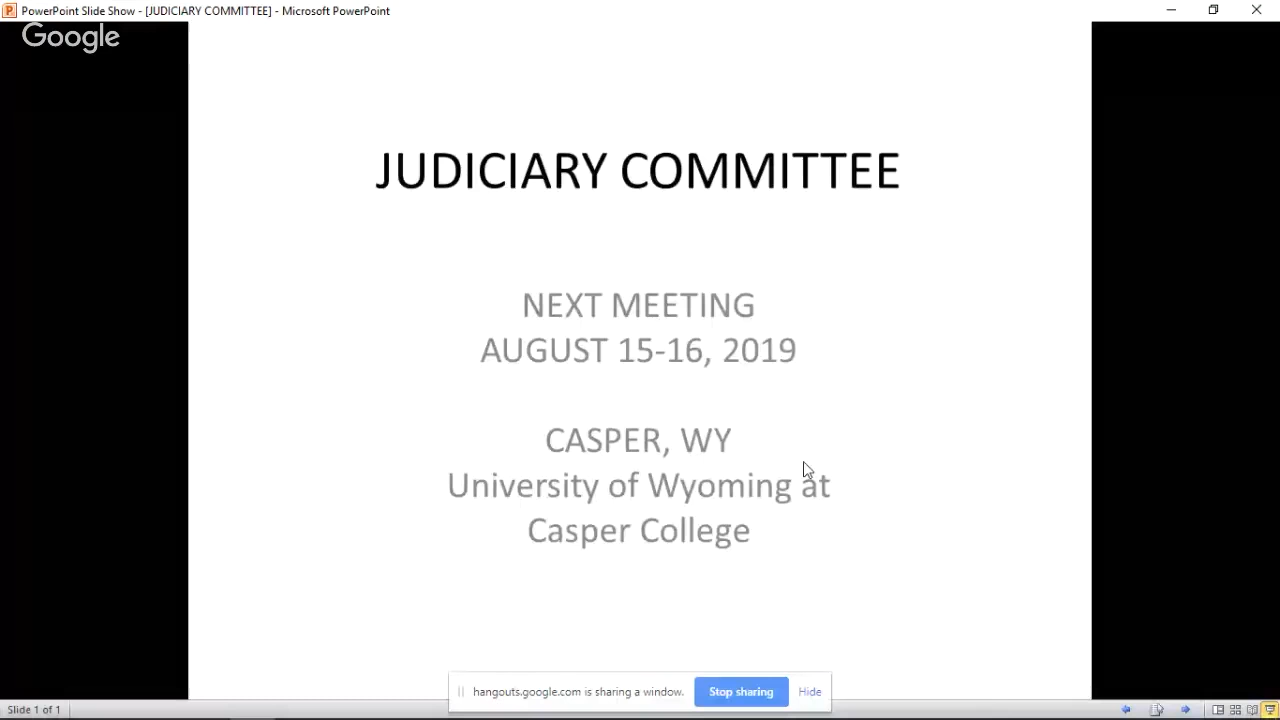 PowerPoint Slide Show - [JUDICIARY COMMITTEE] - Microsoft PowerPoint
Google
JUDICIARY COMMITTEE
NEXT MEETING
AUGUST 15-16, 2019
CASPER, WY
University of Wyoming at
Casper College
hangouts.google.com is sharing a window.
Stop sharing
Hide
Slide 1 of 1